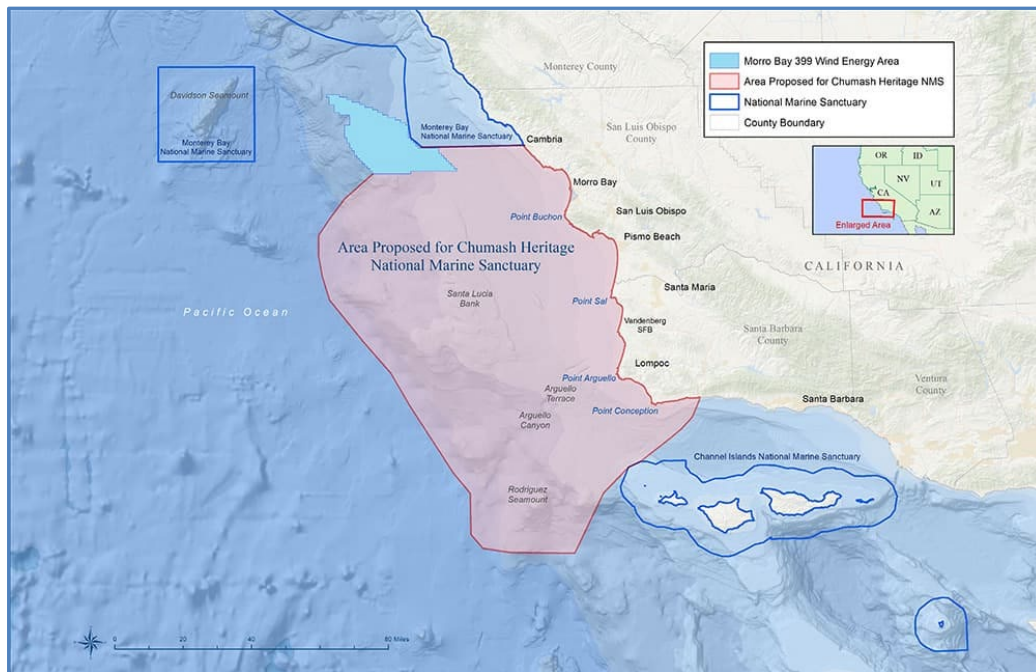 Morro Bay 399 Wind Energy Area
Area Proposed for Chumash Heritage NMS
National Marine Sanctuary
County Boundary
OR
ID
NV
UT
CA
AZ
Enlarged Area
Monterey County
Davidson Seamount
Monterey Bay
National Marine Sanctuary
Monterey Bay
National Marine Sanctuary
Cambria
San Luis Obispo
County
Morro Bay
San Luis Obispo
Point Buchon
Pismo Beach
Area Proposed for Chumash Heritage
National Marine Sanctuary
CALIFORNIA
Santa Lucia
Bank
Point Sal
Santa Maria
Pacific Ocean
Vandenberg
SFB
Santa Barbara
County
Lompoc
Point Arguello
Ventura
County
Arguello
Terrace
Santa Barbara
Point Conception
Arguello
Canyon
Channel Islands National Marine Sanctuary
Rodriguez
Seamount
0 20 40 80 Miles